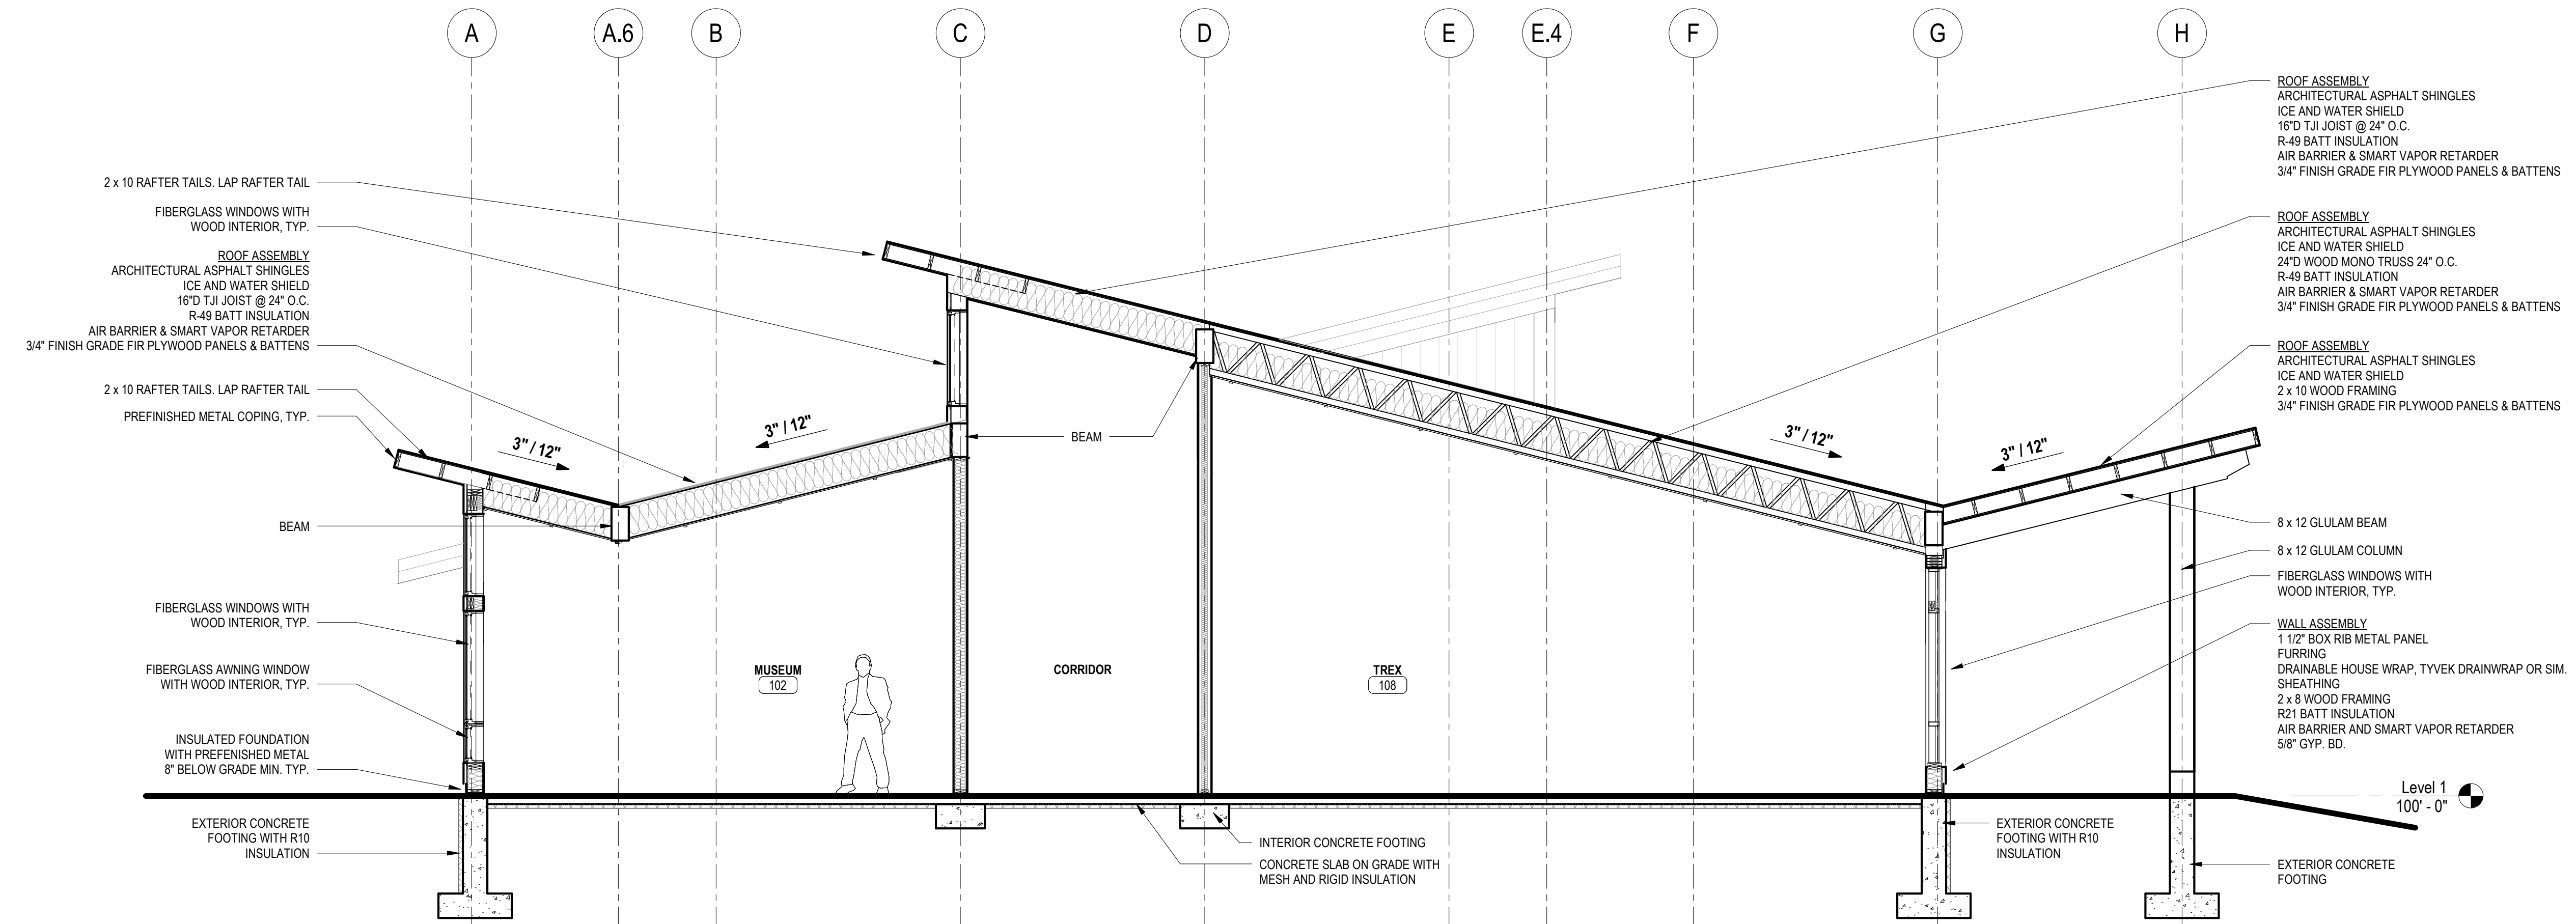 A
A.6
B
C
D
E
E.4
F
G
H
2 x 10 RAFTER TAILS. LAP RAFTER TAIL
FIBERGLASS WINDOWS WITH
WOOD INTERIOR, TYP.
ROOF ASSEMBLY
ARCHITECTURAL ASPHALT SHINGLES
ICE AND WATER SHIELD
16"D TJI JOIST @ 24" O.C.
R-49 BATT INSULATION
AIR BARRIER & SMART VAPOR RETARDER
3/4" FINISH GRADE FIR PLYWOOD PANELS & BATTENS
2 x 10 RAFTER TAILS. LAP RAFTER TAIL
PREFINISHED METAL COPING, TYP.
BEAM
FIBERGLASS WINDOWS WITH
WOOD INTERIOR, TYP.
FIBERGLASS AWNING WINDOW
WITH WOOD INTERIOR, TYP.
INSULATED FOUNDATION
WITH PREFENISHED METAL
8" BELOW GRADE MIN. TYP.
EXTERIOR CONCRETE
FOOTING WITH R10
INSULATION
3" / 12"
3" / 12"
BEAM
3" / 12"
3" / 12"
MUSEUM
102
CORRIDOR
TREX
108
INTERIOR CONCRETE FOOTING
CONCRETE SLAB ON GRADE WITH
MESH AND RIGID INSULATION
EXTERIOR CONCRETE
FOOTING WITH R10
INSULATION
ROOF ASSEMBLY
ARCHITECTURAL ASPHALT SHINGLES
ICE AND WATER SHIELD
16"D TJI JOIST @ 24" O.C.
R-49 BATT INSULATION
AIR BARRIER & SMART VAPOR RETARDER
3/4" FINISH GRADE FIR PLYWOOD PANELS & BATTENS
ROOF ASSEMBLY
ARCHITECTURAL ASPHALT SHINGLES
ICE AND WATER SHIELD
24"D WOOD MONO TRUSS 24" O.C.
R-49 BATT INSULATION
AIR BARRIER & SMART VAPOR RETARDER
3/4" FINISH GRADE FIR PLYWOOD PANELS & BATTENS
ROOF ASSEMBLY
ARCHITECTURAL ASPHALT SHINGLES
ICE AND WATER SHIELD
2 x 10 WOOD FRAMING
3/4" FINISH GRADE FIR PLYWOOD PANELS & BATTENS
8 x 12 GLULAM BEAM
8 x 12 GLULAM COLUMN
FIBERGLASS WINDOWS WITH
WOOD INTERIOR, TYP.
WALL ASSEMBLY
1 1/2" BOX RIB METAL PANEL
FURRING
DRAINABLE HOUSE WRAP, TYVEK DRAINWRAP OR SIM.
SHEATHING
2 x 8 WOOD FRAMING
R21 BATT INSULATION
AIR BARRIER AND SMART VAPOR RETARDER
5/8" GYP. BD.
Level 1
100' - 0"
EXTERIOR CONCRETE
FOOTING